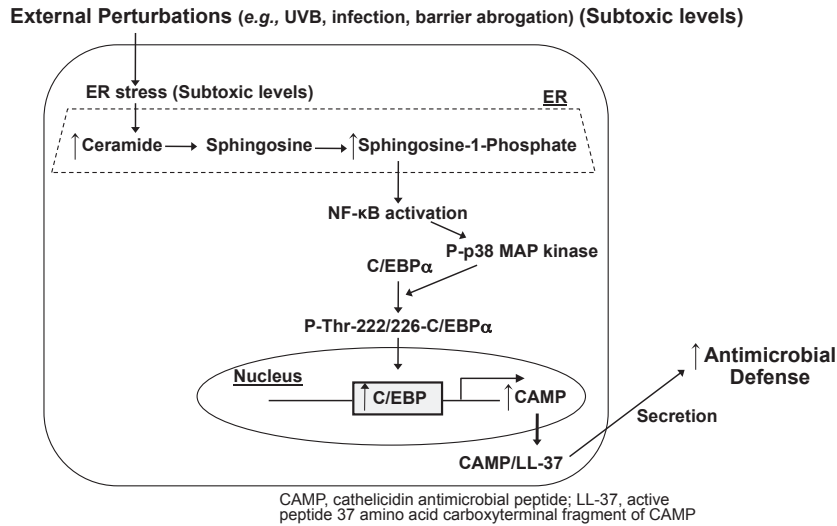 External Perturbations (e.g., UVB, infection, barrier abrogation) (Subtoxic levels)
ER stress (Subtoxic levels)
ER
↑Ceramide → Sphingosine → ↑Sphingosine-1-Phosphate
NF-κB activation
P-p38 MAP kinase
C/EBPα
P-Thr-222/226-C/EBPα
Nucleus
↑C/EBP
↑CAMP
↑Antimicrobial
Defense
Secretion
CAMP/LL-37
CAMP, cathelicidin antimicrobial peptide; LL-37, active
peptide 37 amino acid carboxyterminal fragment of CAMP